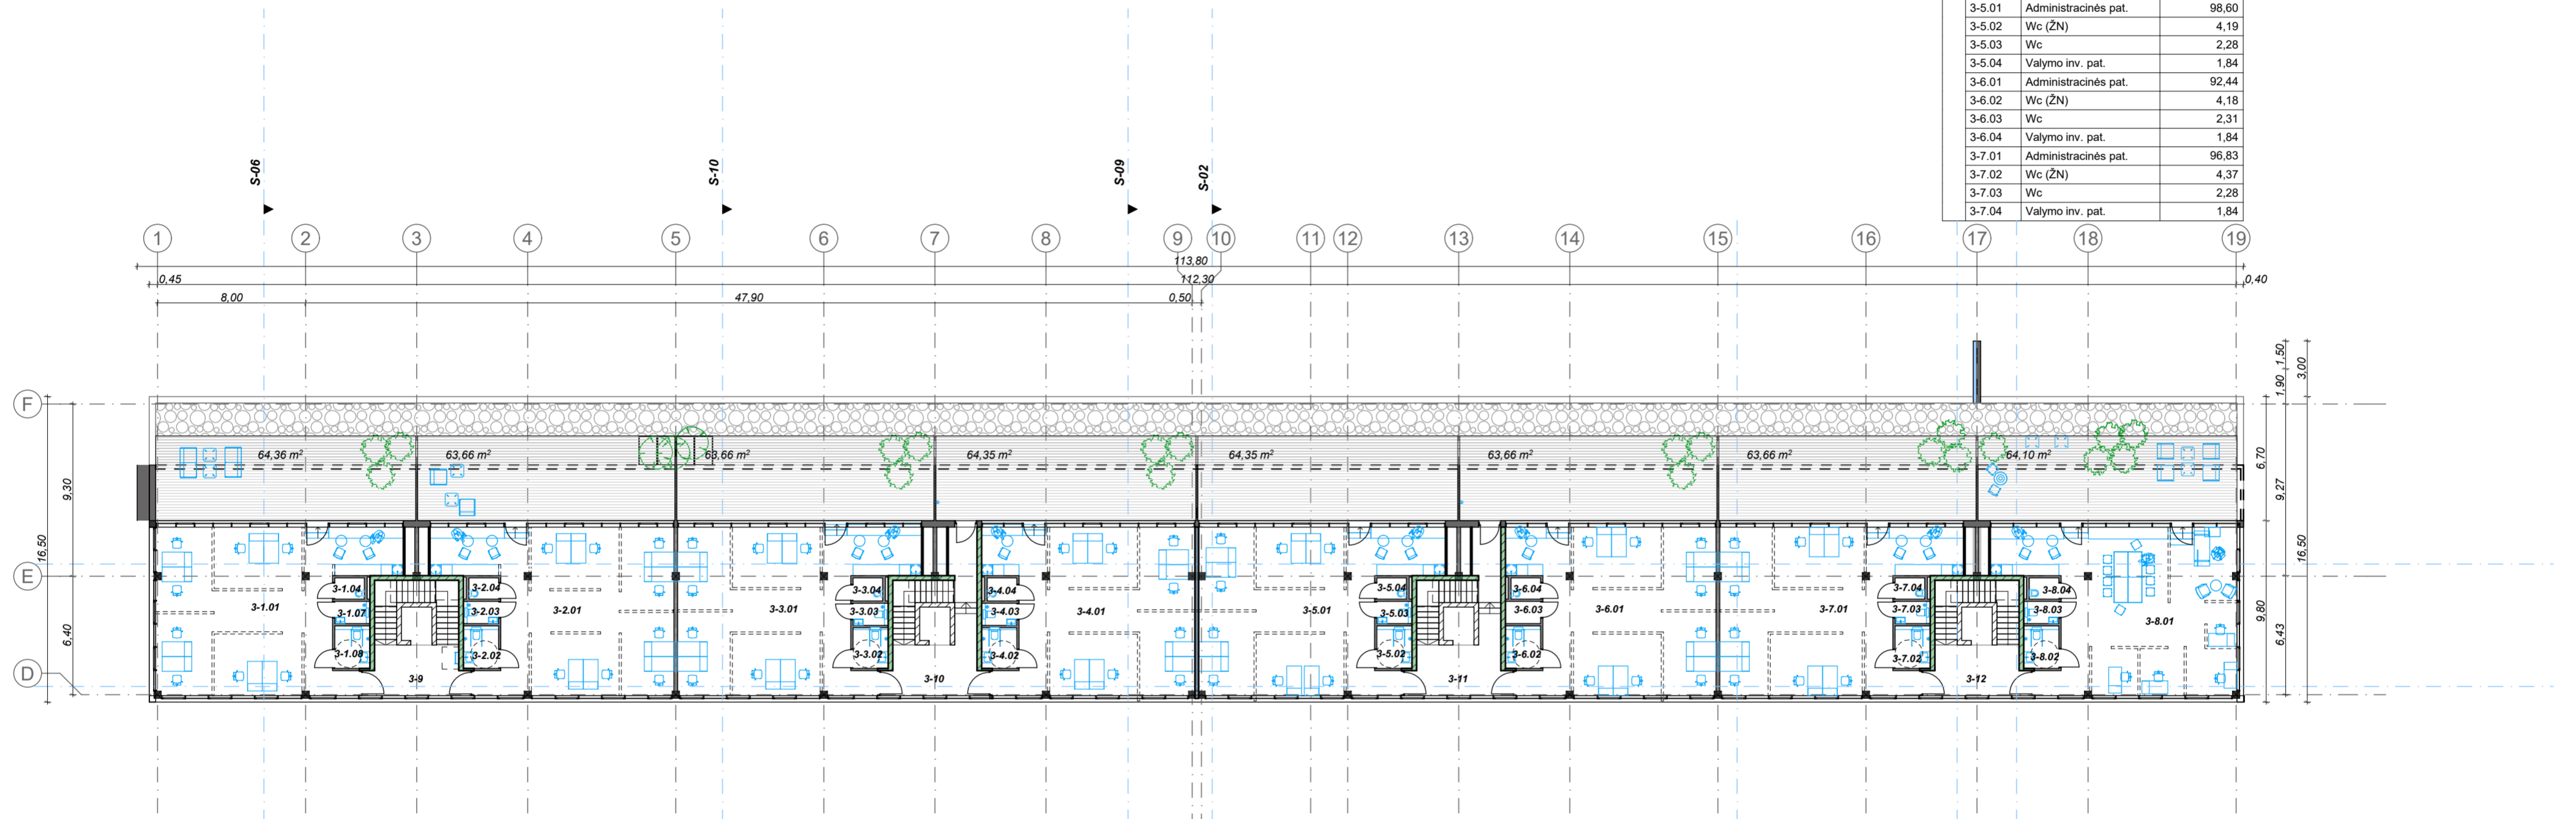 3-5.01 Administracinės pat. 98,60
3-5.02 Wc (ŽN) 4,19
3-5.03 Wc 2,28
3-5.04 Valymo inv. pat. 1,84
3-6.01 Administracinės pat. 92,44
3-6.02 Wc (ŽN) 4,18
3-6.03 Wc 2,31
3-6.04 Valymo inv. pat. 1,84
3-7.01 Administracinės pat. 96,83
3-7.02 Wc (ŽN) 4,37
3-7.03 Wc 2,28
3-7.04 Valymo inv. pat. 1,84
S-06 S-10 S-09 S-02
1 2 3 4 5 6 7 8 9 10 11 12 13 14 15 16 17 18 19
113,80
0,45 112,30 0,40
8,00 47,90 0,50
1,50 3,00
1,90
F
64,36 m² 63,66 m² 63,66 m² 64,35 m² 64,35 m² 63,66 m² 63,66 m² 64,10 m²
9,30 6,70 9,27
16,50 16,50
E
3-1.04 3-2.04 3-3.04 3-4.04 3-5.04 3-6.04 3-7.04 3-8.04
3-1.01 3-1.07 3-2.03 3-2.01 3-3.01 3-3.03 3-4.03 3-4.01 3-5.01 3-5.03 3-6.03 3-6.01 3-7.01 3-7.03 3-8.03 3-8.01
6,40 9,80 6,43
3-1.08 3-2.02 3-3.02 3-4.02 3-5.02 3-6.02 3-7.02 3-8.02
D
3-9 3-10 3-11 3-12